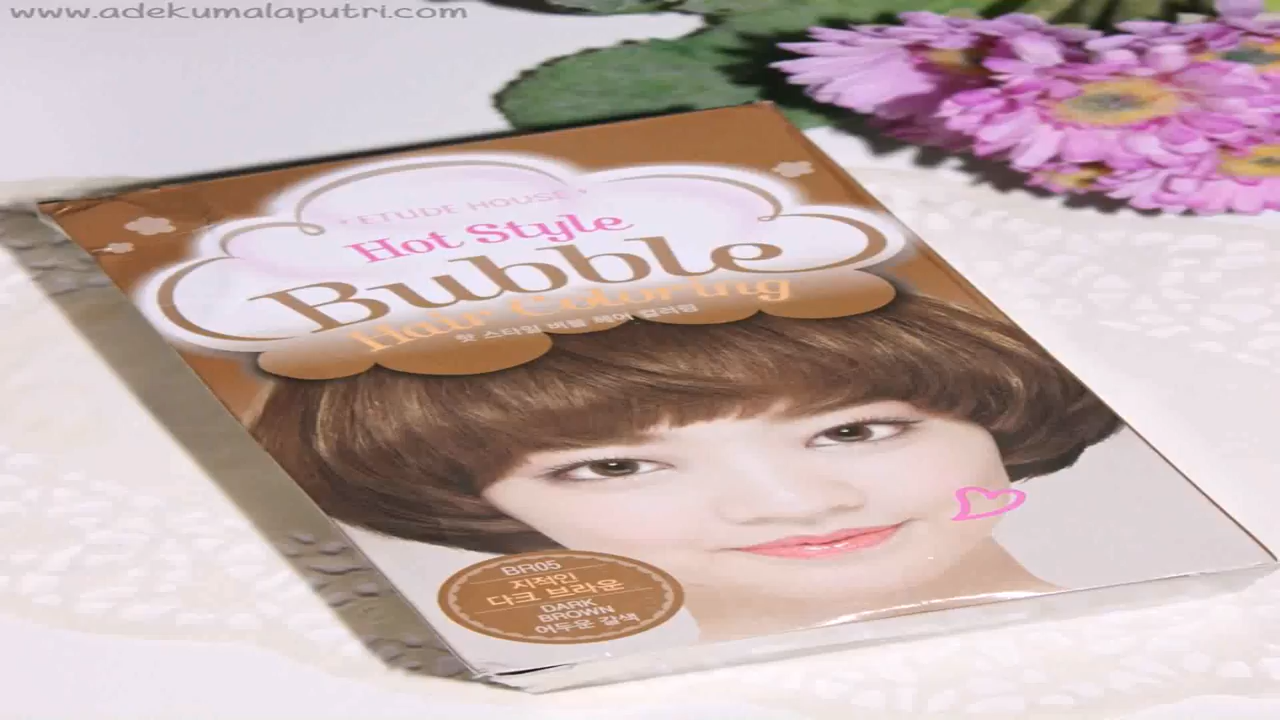 www.adekumalaputri.com
ETUDE HOUSE
Hot Style
Bubble
Hair Coloring
핫 스타일 버블 헤어 컬러링
BR05
지적인
다크 브라운
DARK
BROWN
어두운 갈색